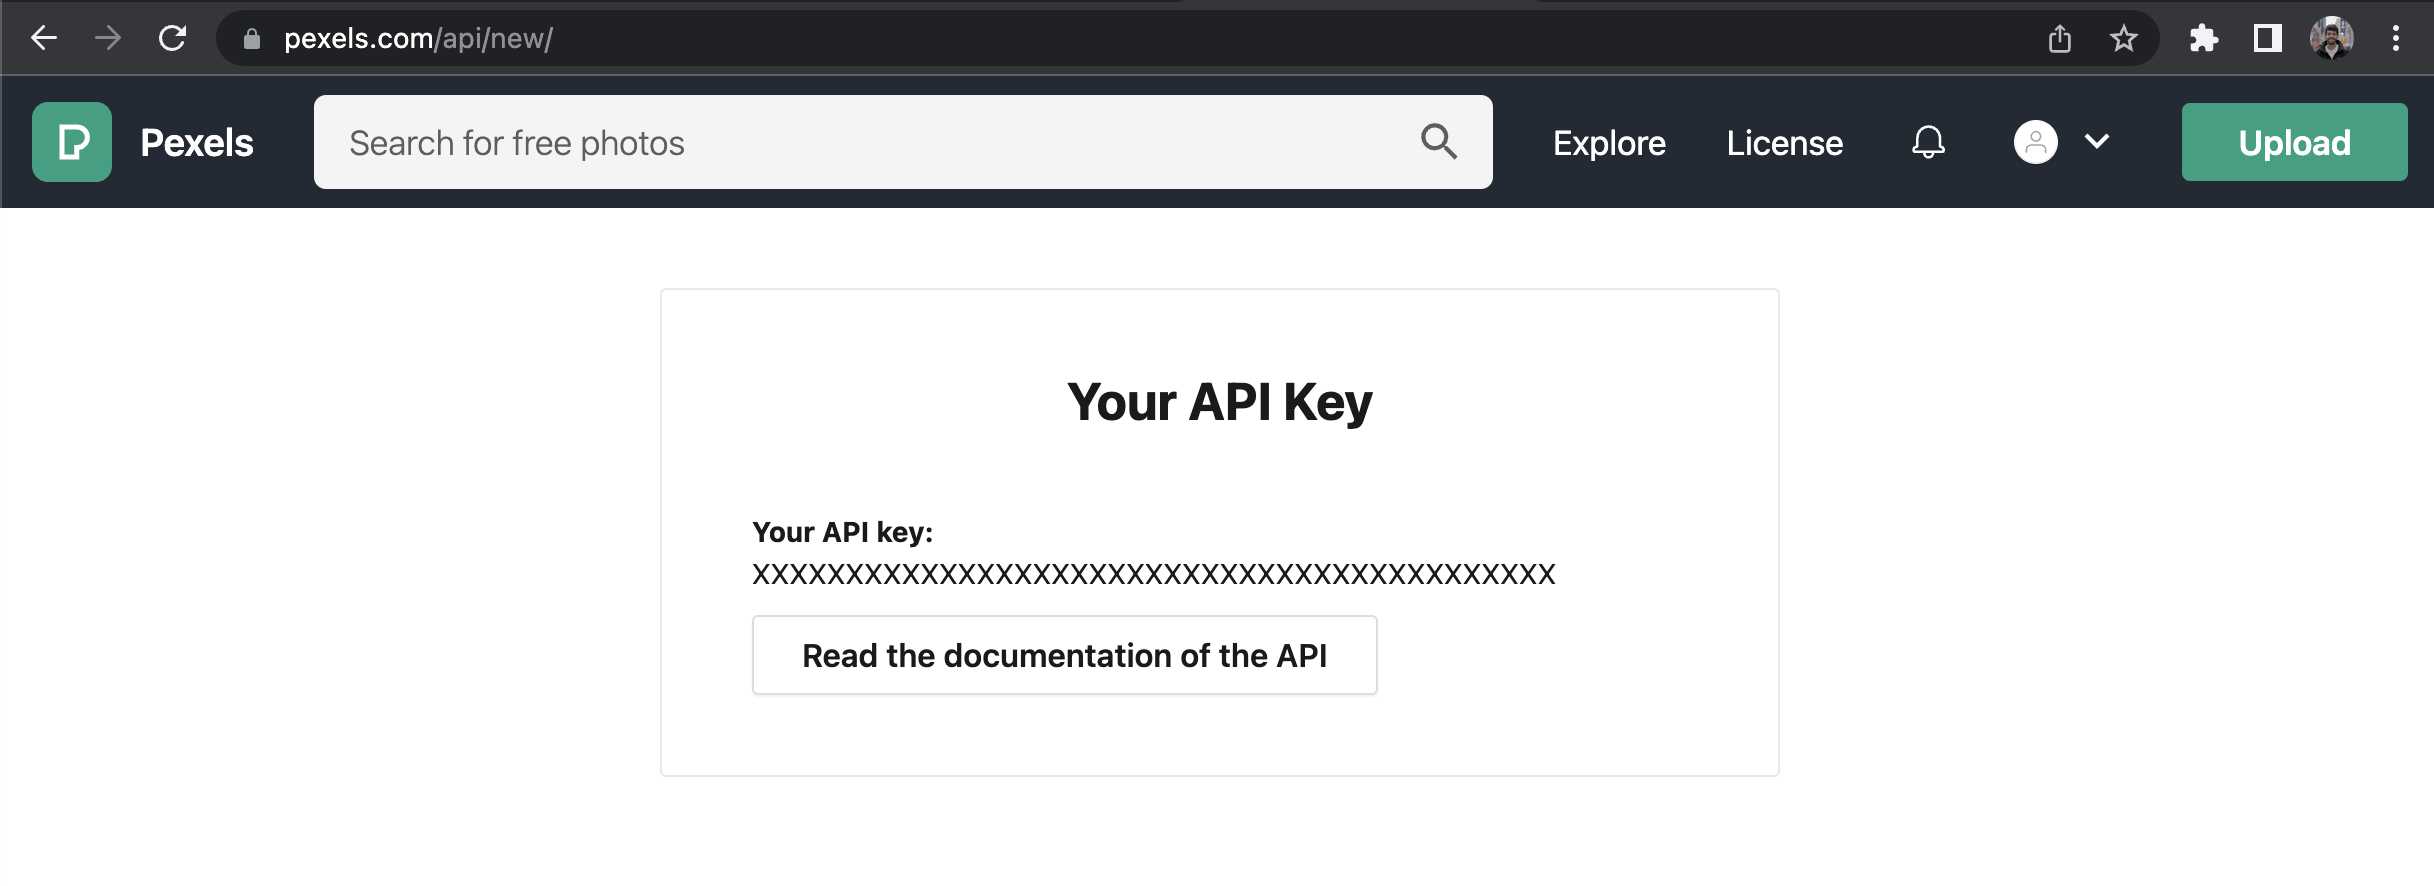 pexels.com/api/new/
Pexels
Search for free photos
Explore
License
Upload
Your API Key
Your API key:
XXXXXXXXXXXXXXXXXXXXXXXXXXXXXXXXXXXXXXXXXXX
Read the documentation of the API